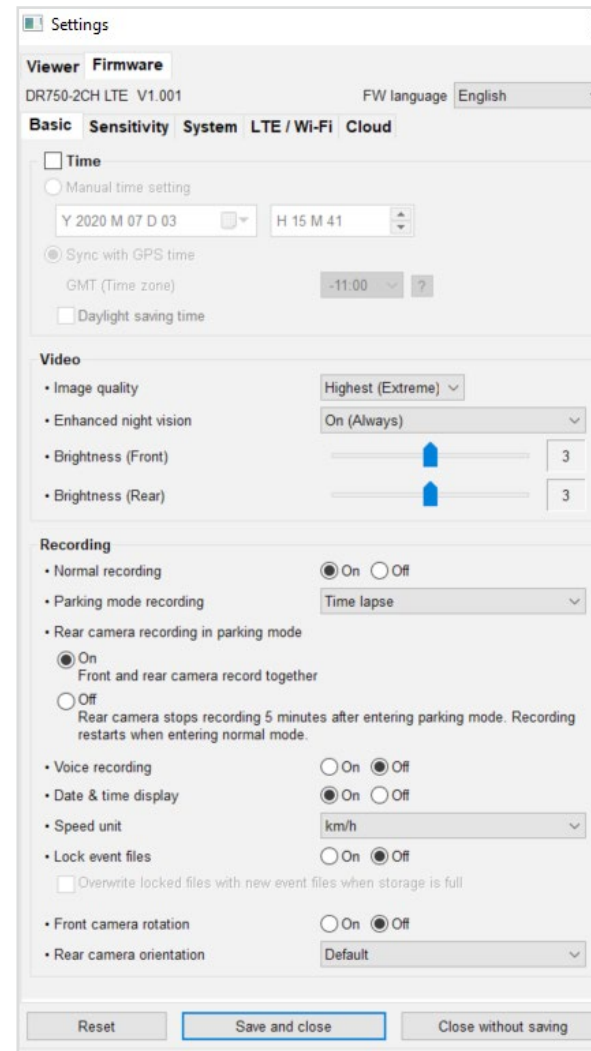 Settings
Viewer Firmware
DR750-2CH LTE V1.001 FW language English
Basic Sensitivity System LTE / Wi-Fi Cloud
Time
Manual time setting
Y 2020 M 07 D 03 H 15 M 41
Sync with GPS time
GMT (Time zone) -11:00 ?
Daylight saving time
Video
• Image quality Highest (Extreme)
• Enhanced night vision On (Always)
• Brightness (Front) 3
• Brightness (Rear) 3
Recording
• Normal recording On Off
• Parking mode recording Time lapse
• Rear camera recording in parking mode
On
Front and rear camera record together
Off
Rear camera stops recording 5 minutes after entering parking mode. Recording
restarts when entering normal mode.
• Voice recording On Off
• Date & time display On Off
• Speed unit km/h
• Lock event files On Off
Overwrite locked files with new event files when storage is full
• Front camera rotation On Off
• Rear camera orientation Default
Reset Save and close Close without saving